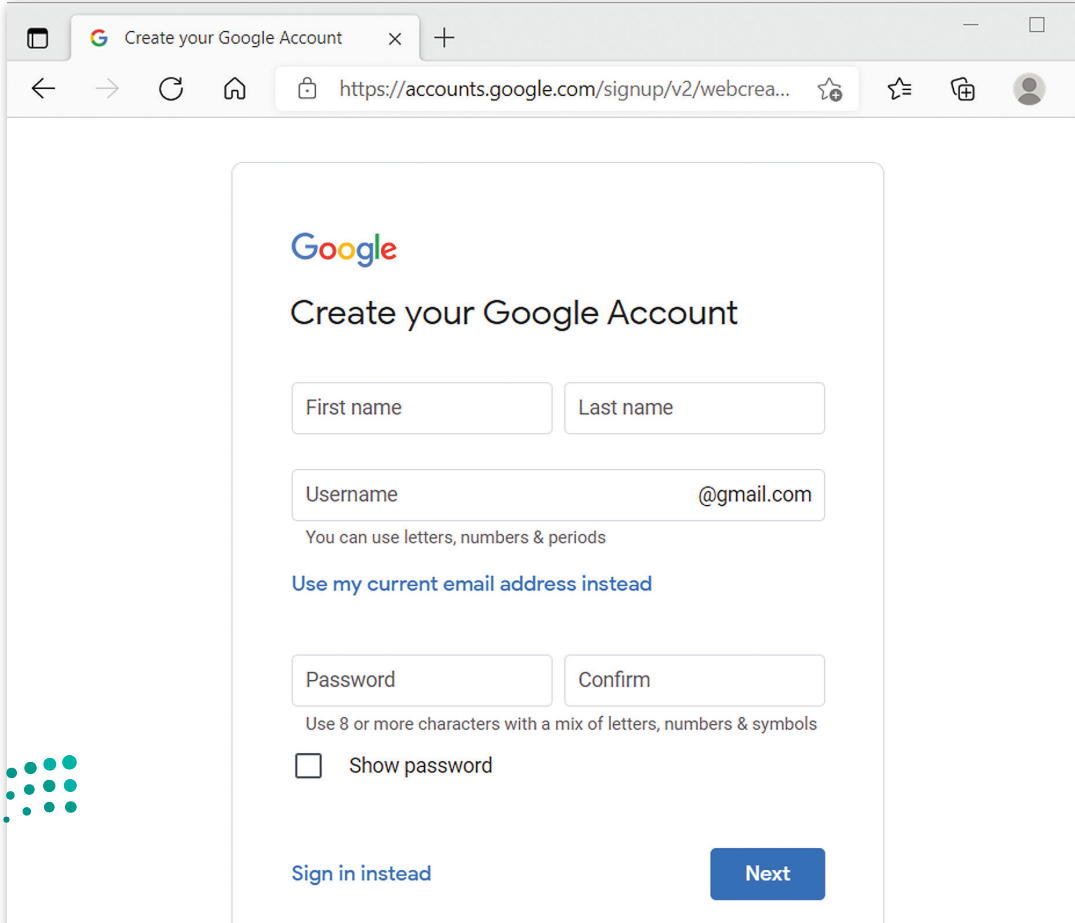 Create your Google Account
https://accounts.google.com/signup/v2/webcrea...
Google
Create your Google Account
First name Last name
Username @gmail.com
You can use letters, numbers & periods
Use my current email address instead
Password Confirm
Use 8 or more characters with a mix of letters, numbers & symbols
Show password
Sign in instead Next